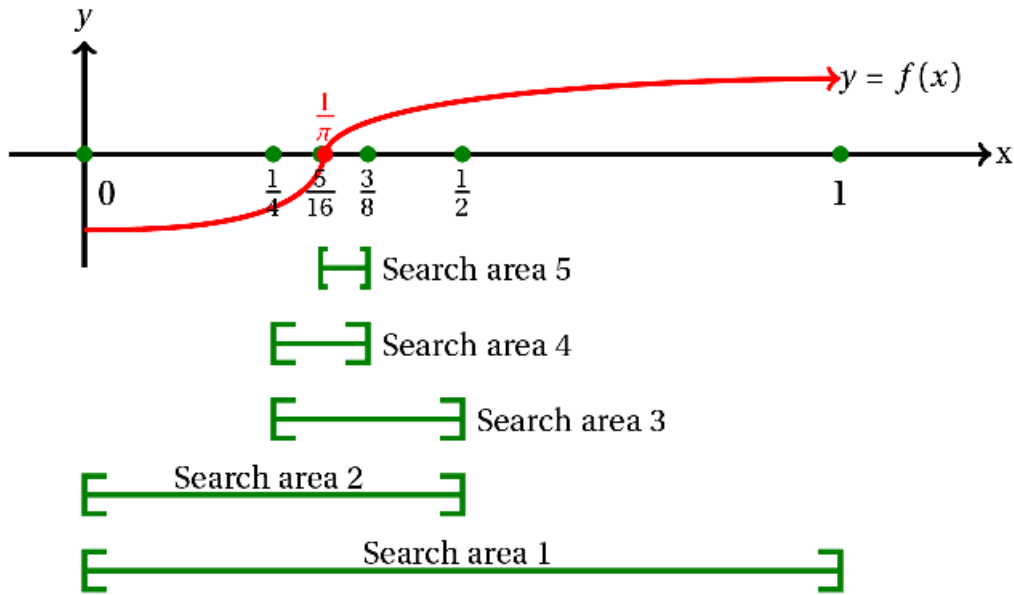 y
y = f(x)
1/π
x
0
1/4
5/16
3/8
1/2
1
Search area 5
Search area 4
Search area 3
Search area 2
Search area 1